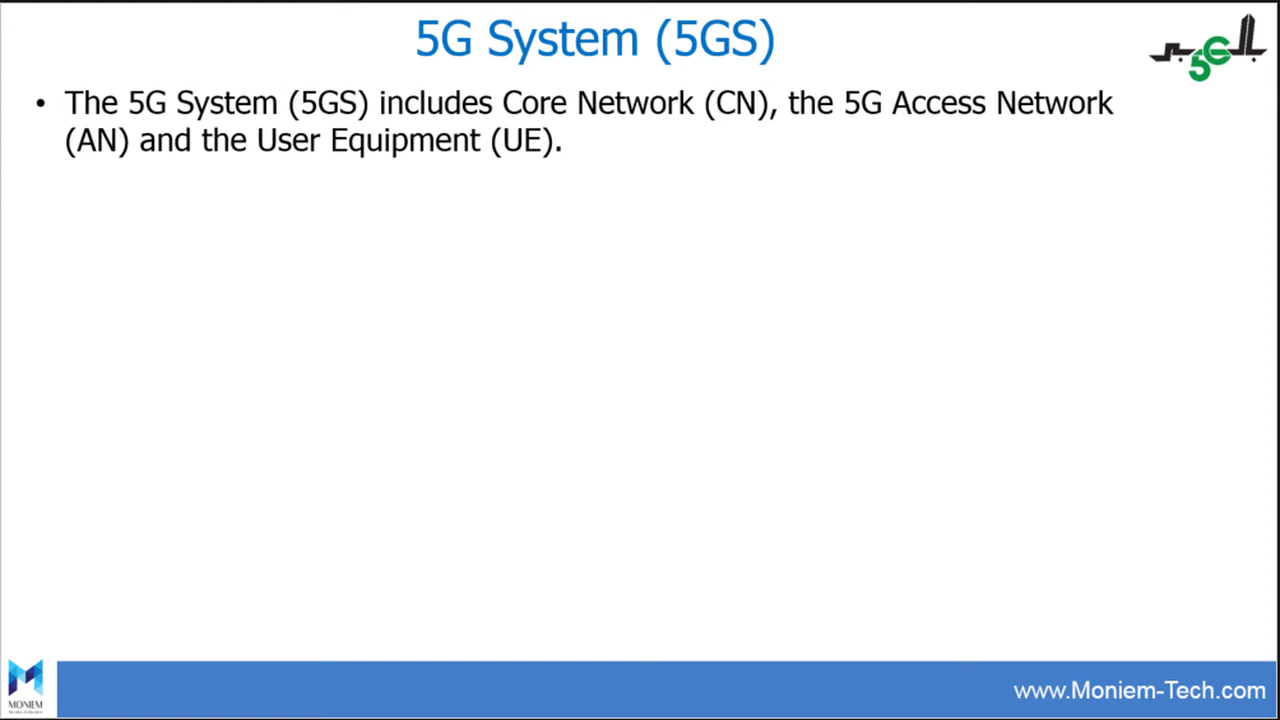 5G System (5GS)
• The 5G System (5GS) includes Core Network (CN), the 5G Access Network
(AN) and the User Equipment (UE).
MONIEM
www.Moniem-Tech.com